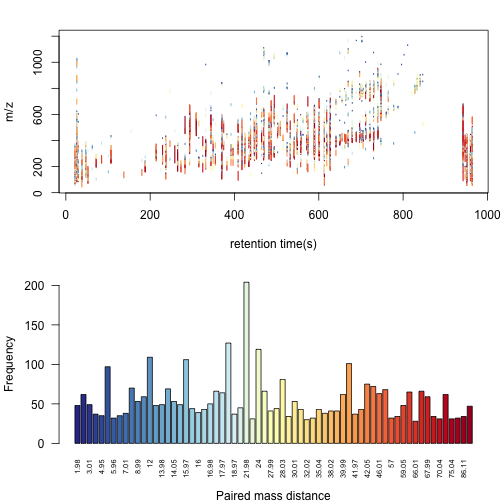 m/z
1000
600
200
0
0 200 400 600 800 1000
retention time(s)
Frequency
200
150
100
50
0
1.98 3.01 4.95 5.96 7.01 8.99 12 13.98 14.05 15.97 16 16.98 17.97 18.97 21.98 24 27.99 28.03 30.01 30.02 35.04 38.02 39.99 41.97 42.05 46.01 57 59.05 66.01 67.99 70.04 75.04 86.11
Paired mass distance